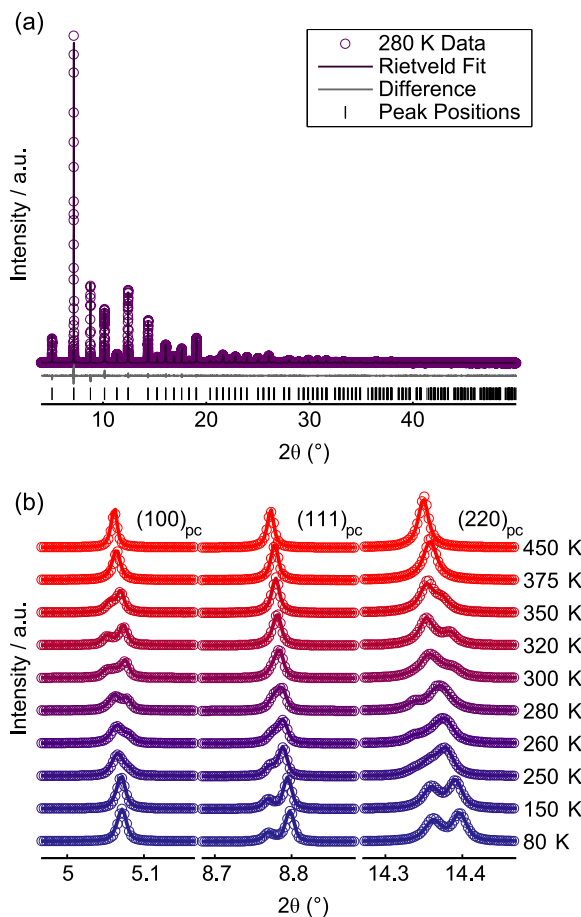 (a)
280 K Data
Rietveld Fit
Difference
Peak Positions
Intensity / a.u.
10 20 30 40
2θ (°)
(b)
(100)pc (111)pc (220)pc
450 K
375 K
350 K
320 K
300 K
280 K
260 K
250 K
150 K
80 K
Intensity / a.u.
5 5.1 8.7 8.8 14.3 14.4
2θ (°)